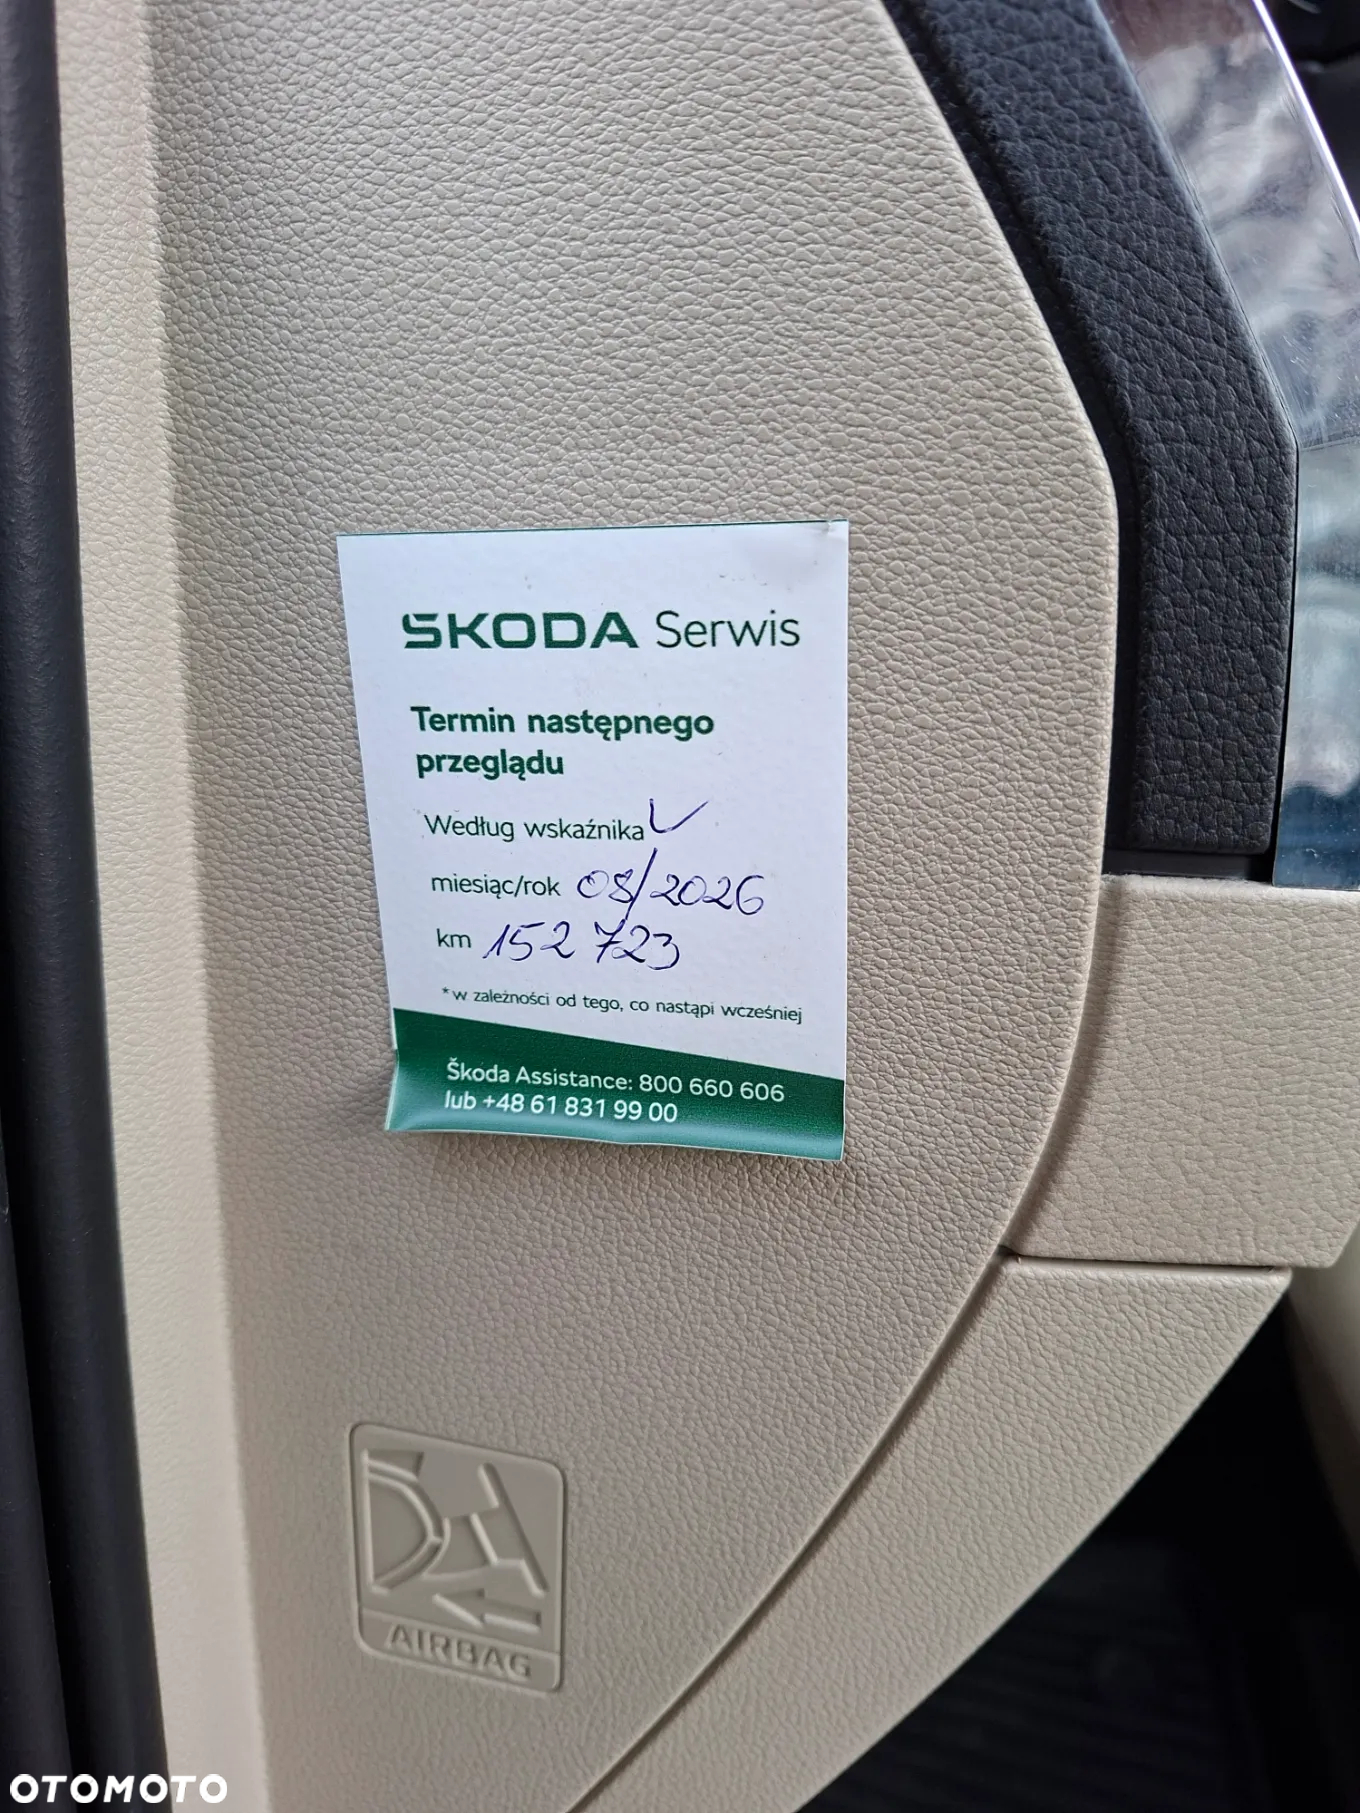 ŠKODA Serwis
Termin następnego
przeglądu
Według wskaźnika
miesiąc/rok 08/2026
km 152 723
*w zależności od tego, co nastąpi wcześniej
Škoda Assistance: 800 660 606
lub +48 61 831 99 00
AIRBAG
OTOMOTO